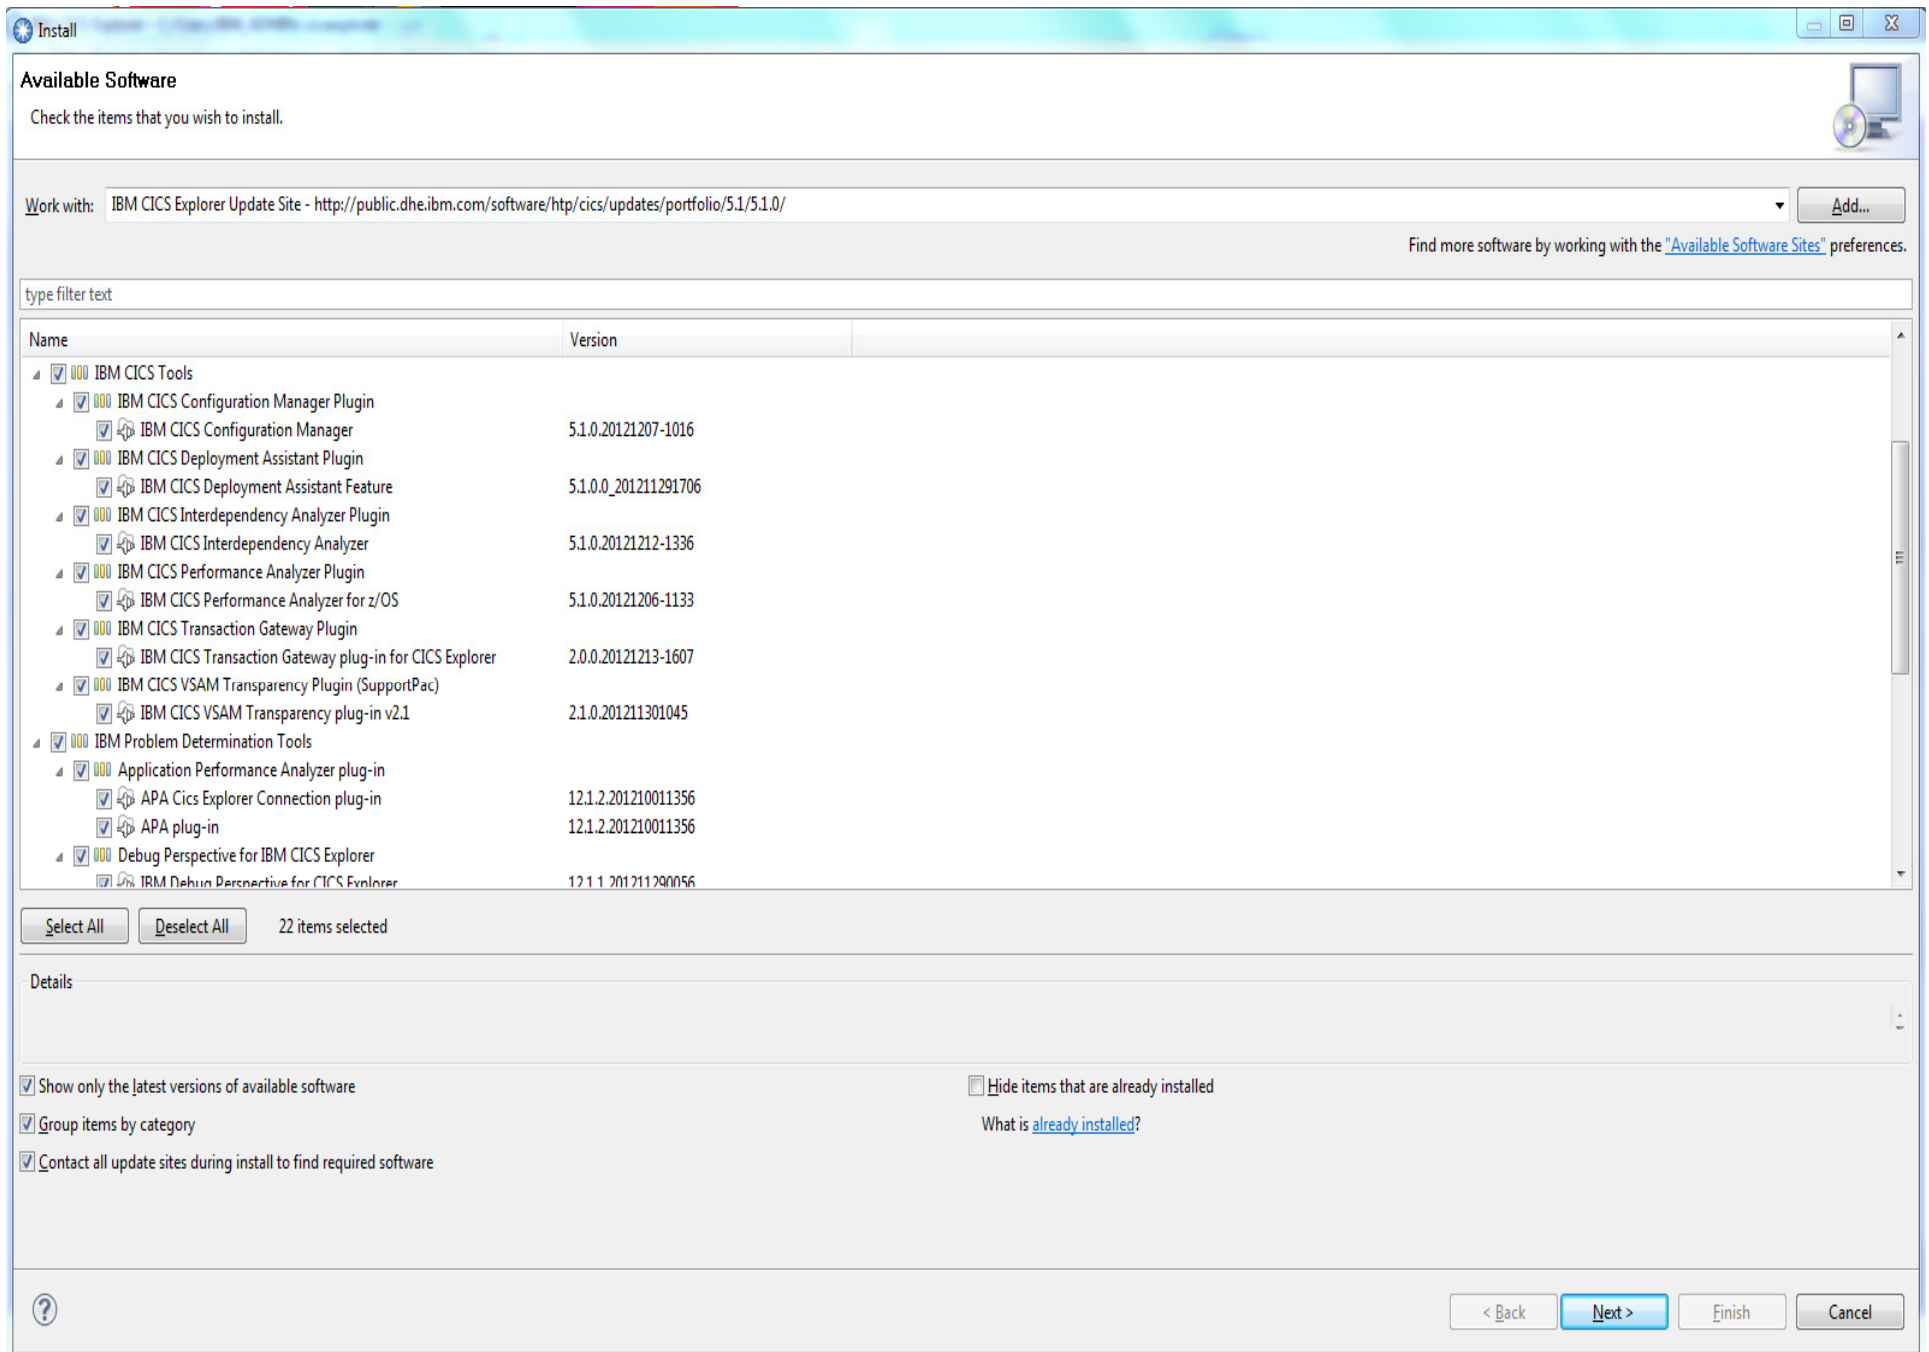 Install
Available Software
Check the items that you wish to install.
Work with: IBM CICS Explorer Update Site - http://public.dhe.ibm.com/software/htp/cics/updates/portfolio/5.1/5.1.0/ Add...
Find more software by working with the "Available Software Sites" preferences.
type filter text
Name Version
IBM CICS Tools
IBM CICS Configuration Manager Plugin
IBM CICS Configuration Manager 5.1.0.20121207-1016
IBM CICS Deployment Assistant Plugin
IBM CICS Deployment Assistant Feature 5.1.0.0_201211291706
IBM CICS Interdependency Analyzer Plugin
IBM CICS Interdependency Analyzer 5.1.0.20121212-1336
IBM CICS Performance Analyzer Plugin
IBM CICS Performance Analyzer for z/OS 5.1.0.20121206-1133
IBM CICS Transaction Gateway Plugin
IBM CICS Transaction Gateway plug-in for CICS Explorer 2.0.0.20121213-1607
IBM CICS VSAM Transparency Plugin (SupportPac)
IBM CICS VSAM Transparency plug-in v2.1 2.1.0.201211301045
IBM Problem Determination Tools
Application Performance Analyzer plug-in
APA Cics Explorer Connection plug-in 12.1.2.201210011356
APA plug-in 12.1.2.201210011356
Debug Perspective for IBM CICS Explorer
IBM Debug Perspective for CICS Explorer 12.1.1.201211290056
Select All Deselect All 22 items selected
Details
Show only the latest versions of available software Hide items that are already installed
Group items by category What is already installed?
Contact all update sites during install to find required software
? < Back Next > Finish Cancel